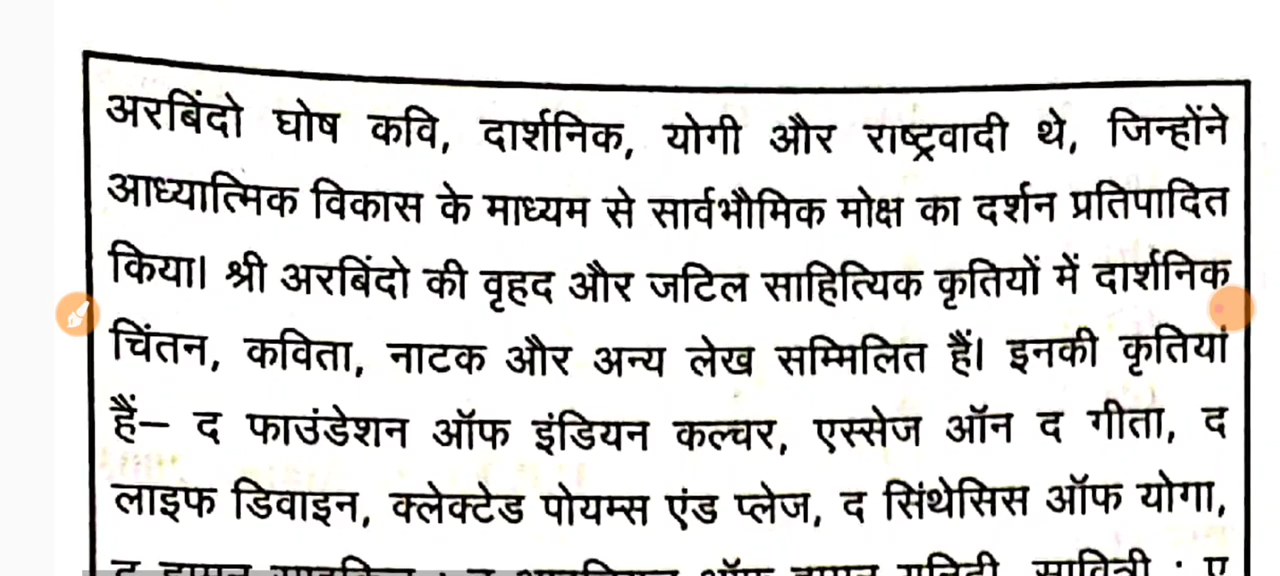 अरबिंदो घोष कवि, दार्शनिक, योगी और राष्ट्रवादी थे, जिन्होंने
आध्यात्मिक विकास के माध्यम से सार्वभौमिक मोक्ष का दर्शन प्रतिपादित
किया। श्री अरबिंदो की वृहद और जटिल साहित्यिक कृतियों में दार्शनिक
चिंतन, कविता, नाटक और अन्य लेख सम्मिलित हैं। इनकी कृतियां
हैं– द फाउंडेशन ऑफ इंडियन कल्चर, एस्सेज ऑन द गीता, द
लाइफ डिवाइन, क्लेक्टेड पोयम्स एंड प्लेज, द सिंथेसिस ऑफ योगा,